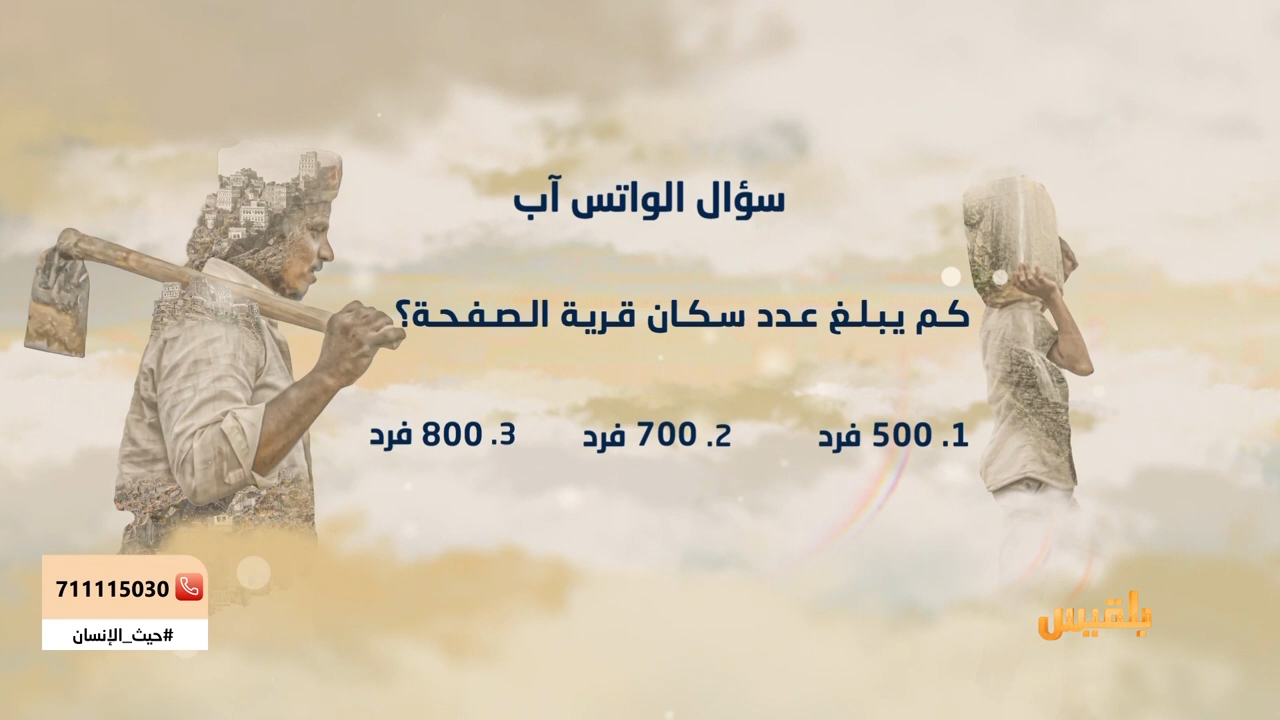 سؤال الواتس آب
كم يبلغ عدد سكان قرية الصفحة؟
1. 500 فرد
2. 700 فرد
3. 800 فرد
711115030
#حيث_الإنسان
بلقيس